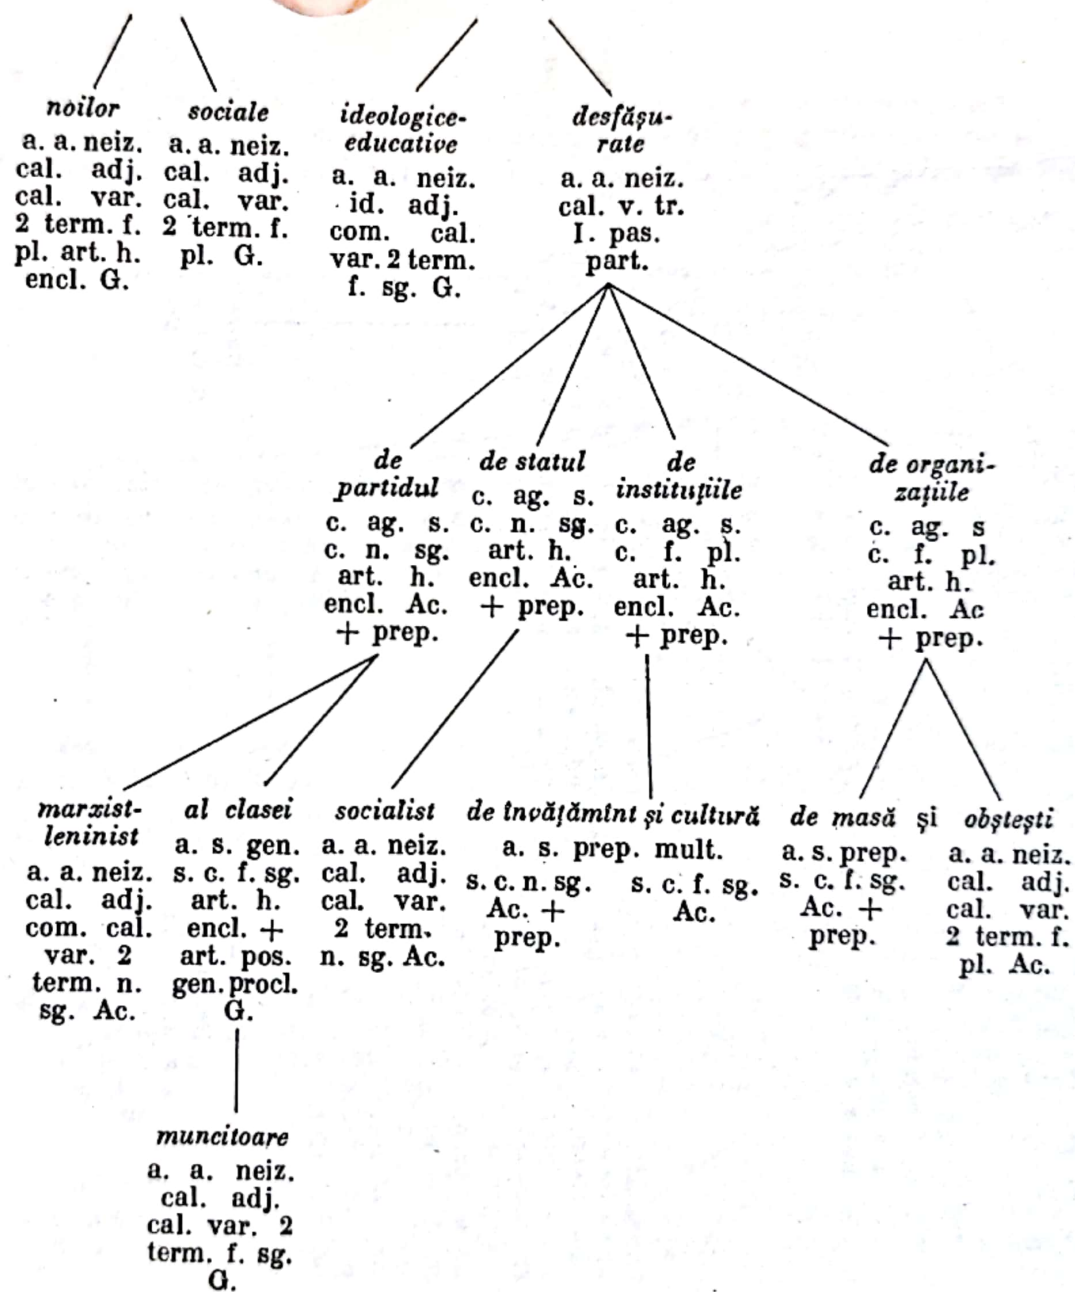 noilor
a. a. neiz.
cal. adj.
cal. var.
2 term. f.
pl. art. h.
encl. G.
sociale
a. a. neiz.
cal. adj.
cal. var.
2 term. f.
pl. G.
ideologice-
educative
a. a. neiz.
id. adj.
com. cal.
var. 2 term.
f. sg. G.
desfășu-
rate
a. a. neiz.
cal. v. tr.
I. pas.
part.
de
partidul
c. ag. s.
c. n. sg.
art. h.
encl. Ac.
+ prep.
de statul
c. ag. s.
c. n. sg.
art. h.
encl. Ac.
+ prep.
de
instituțiile
c. ag. s.
c. f. pl.
art. h.
encl. Ac.
+ prep.
de organi-
zațiile
c. ag. s
c. f. pl.
art. h.
encl. Ac
+ prep.
marxist-
leninist
a. a. neiz.
cal. adj.
com. cal.
var. 2
term. n.
sg. Ac.
al clasei
a. s. gen.
s. c. f. sg.
art. h.
encl. +
art. pos.
gen. procl.
G.
socialist
a. a. neiz.
cal. adj.
cal. var.
2 term.
n. sg. Ac.
de învățămînt și cultură
a. s. prep. mult.
s. c. n. sg. s. c. f. sg.
Ac. + Ac.
prep.
de masă și obștești
a. s. prep.
s. c. f. sg.
Ac. +
prep.
a. a. neiz.
cal. adj.
cal. var.
2 term. f.
pl. Ac.
muncitoare
a. a. neiz.
cal. adj.
cal. var. 2
term. f. sg.
G.